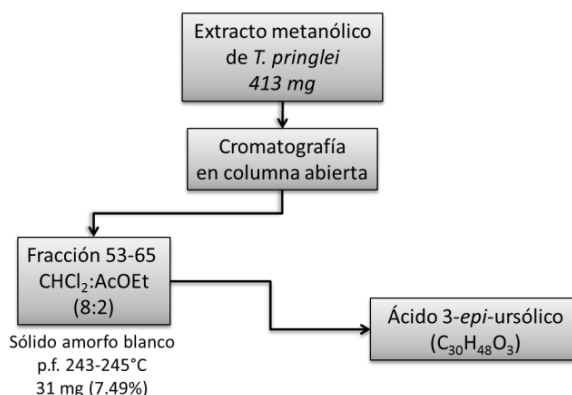 Extracto metanólico
de T. pringlei
413 mg
Cromatografía
en columna abierta
Fracción 53-65
CHCl₂:AcOEt
(8:2)
Sólido amorfo blanco
p.f. 243-245°C
31 mg (7.49%)
Ácido 3-epi-ursólico
(C₃₀H₄₈O₃)